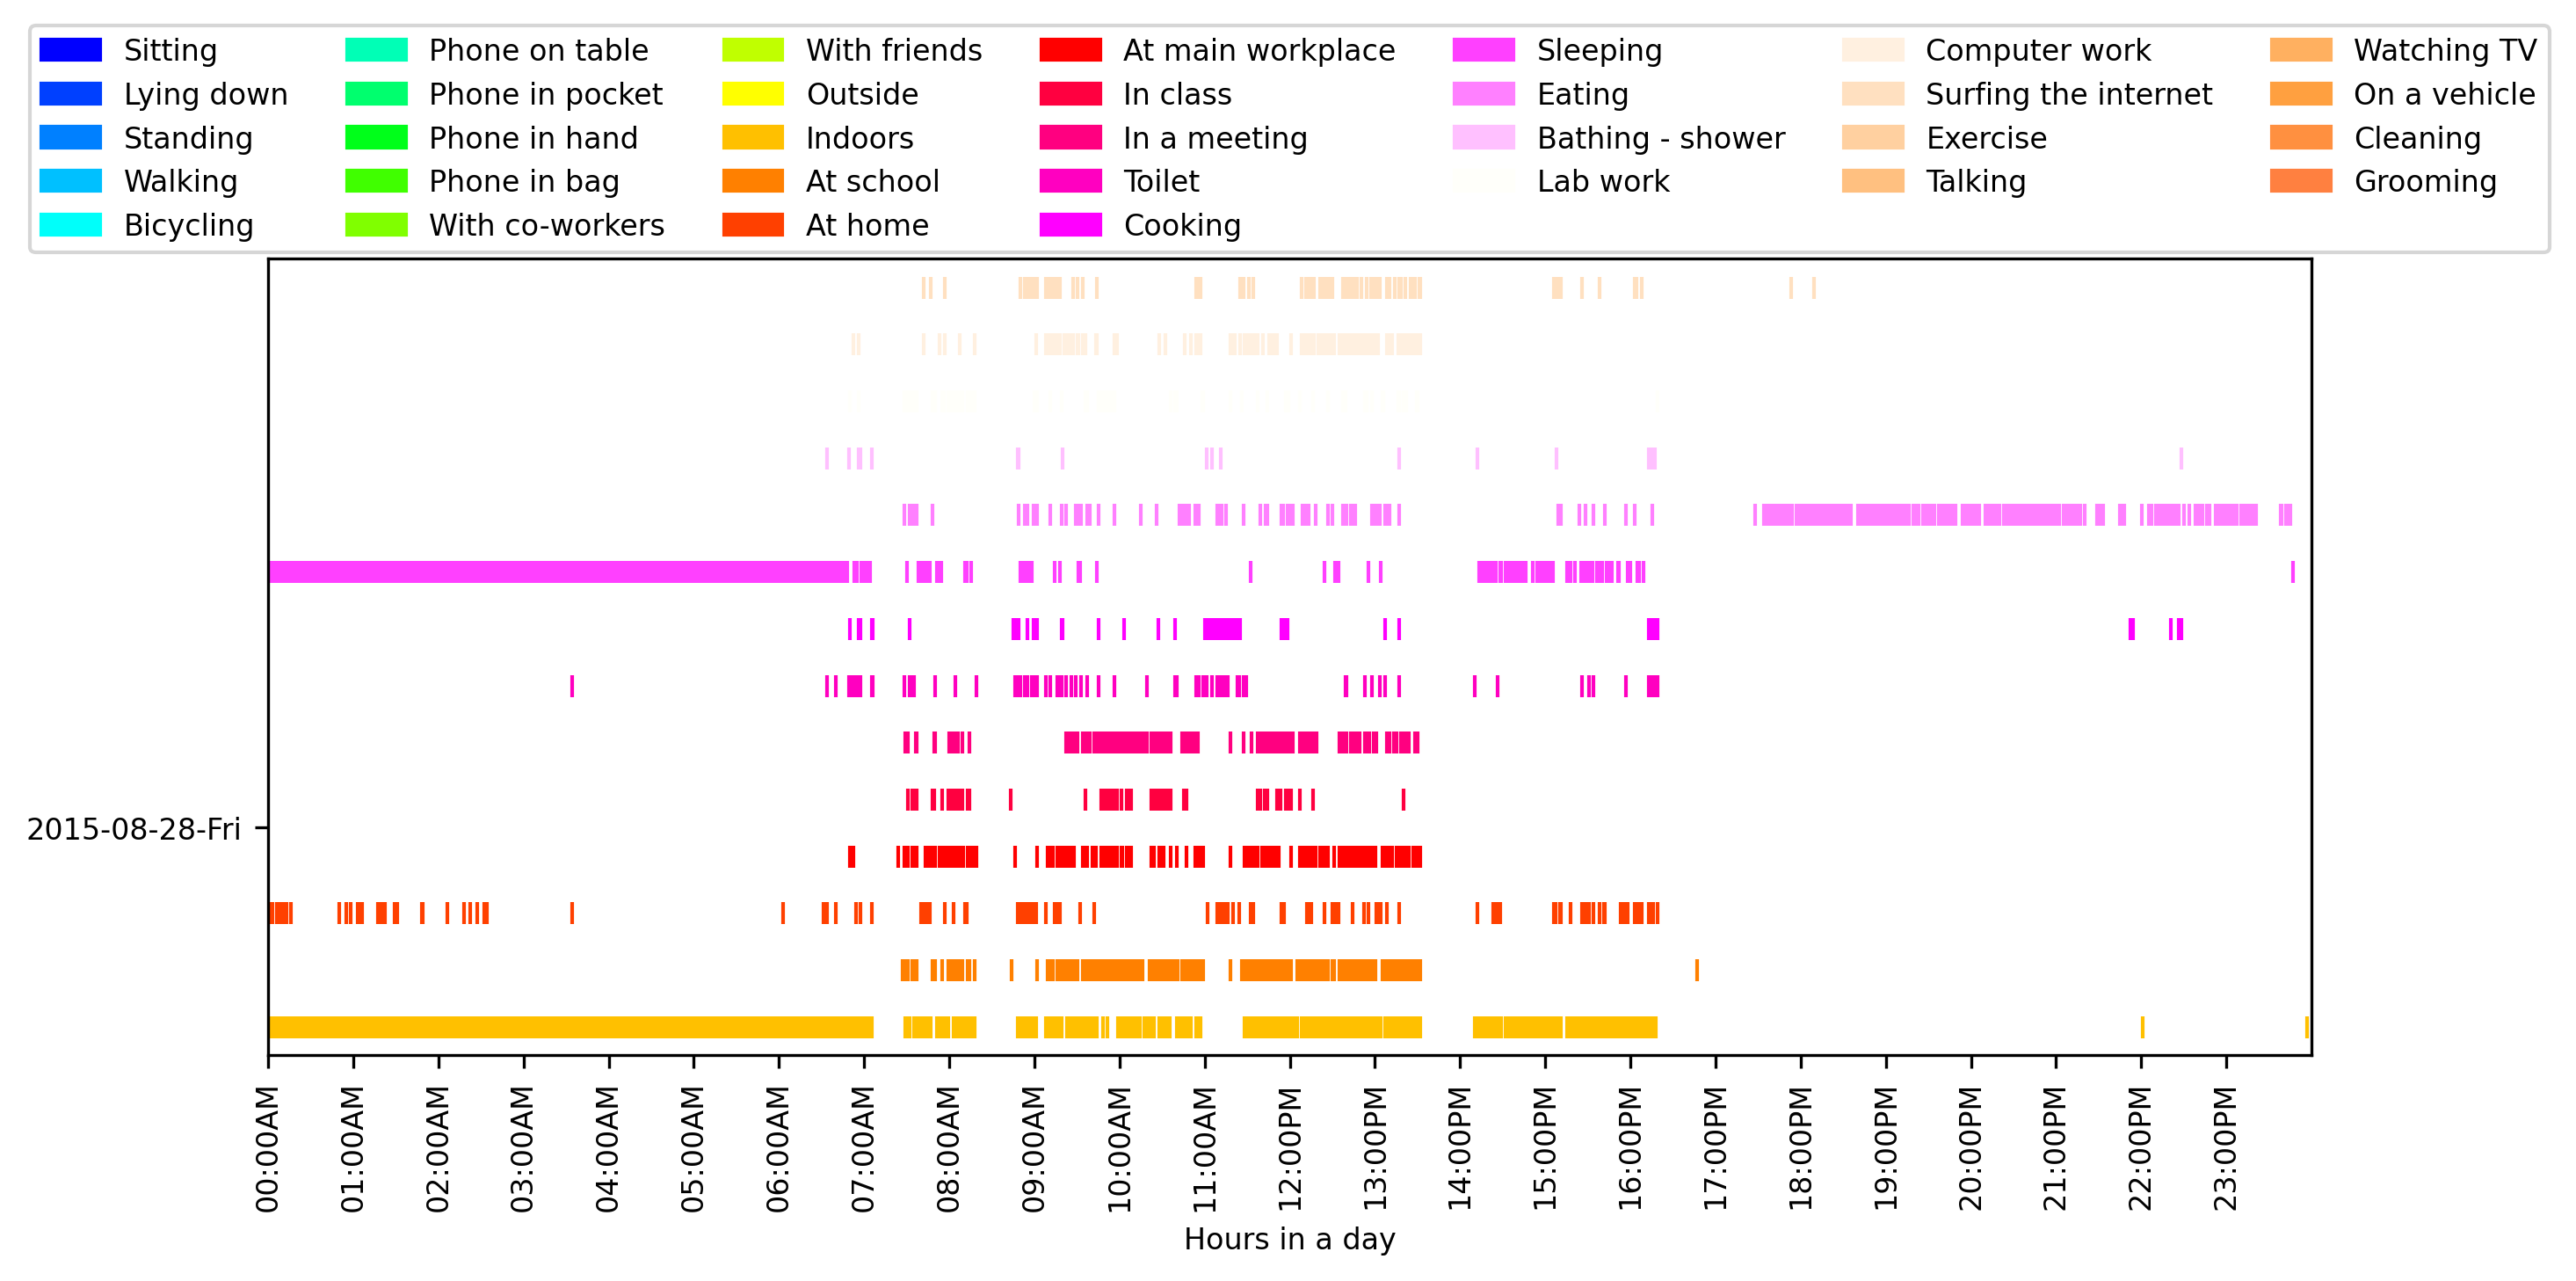 Sitting Phone on table With friends At main workplace Sleeping Computer work Watching TV
Lying down Phone in pocket Outside In class Eating Surfing the internet On a vehicle
Standing Phone in hand Indoors In a meeting Bathing - shower Exercise Cleaning
Walking Phone in bag At school Toilet Lab work Talking Grooming
Bicycling With co-workers At home Cooking
2015-08-28-Fri
00:00AM
01:00AM
02:00AM
03:00AM
04:00AM
05:00AM
06:00AM
07:00AM
08:00AM
09:00AM
10:00AM
11:00AM
12:00PM
13:00PM
14:00PM
15:00PM
16:00PM
17:00PM
18:00PM
19:00PM
20:00PM
21:00PM
22:00PM
23:00PM
Hours in a day